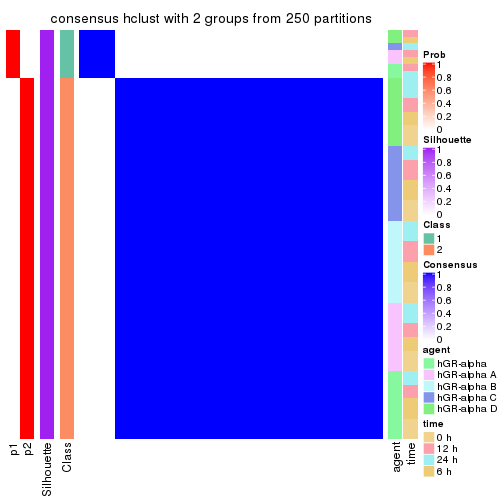 consensus hclust with 2 groups from 250 partitions
Prob
1
0.8
0.6
0.4
0.2
0
Silhouette
1
0.8
0.6
0.4
0.2
0
Class
1
2
Consensus
1
0.8
0.6
0.4
0.2
0
agent
hGR-alpha
hGR-alpha A
hGR-alpha B
hGR-alpha C
hGR-alpha D
time
0 h
12 h
24 h
6 h
p1
p2
Silhouette
Class
agent
time